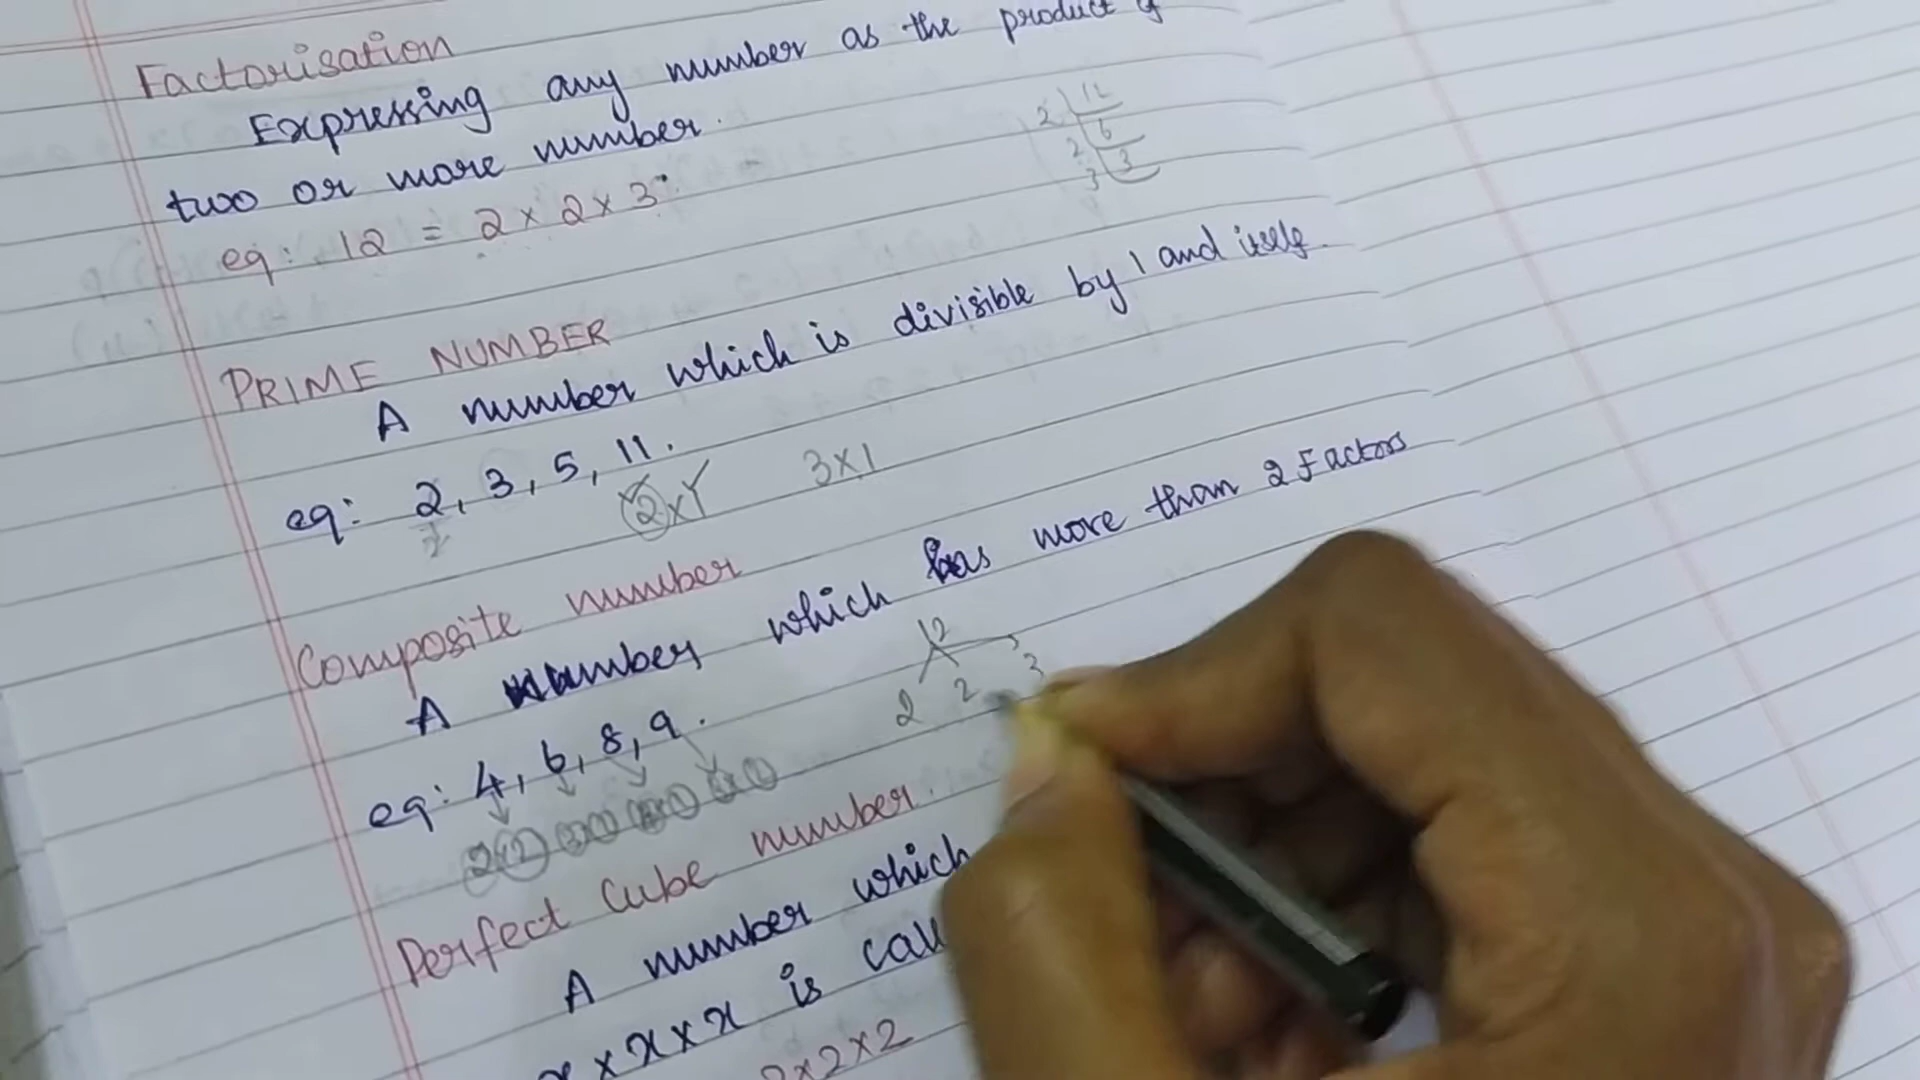 Factorisation
Expressing any number as the product of
two or more number.
eg: 12 = 2 × 2 × 3.
2 12
2 6
3 3
PRIME NUMBER
A number which is divisible by 1 and itself.
eg: 2, 3, 5, 11.
2×1 3×1
Composite number
A number which has more than 2 Factors
12
2 2 3
eg: 4, 6, 8, 9.
Perfect Cube number.
A number which
x × x × x is
2×2×2